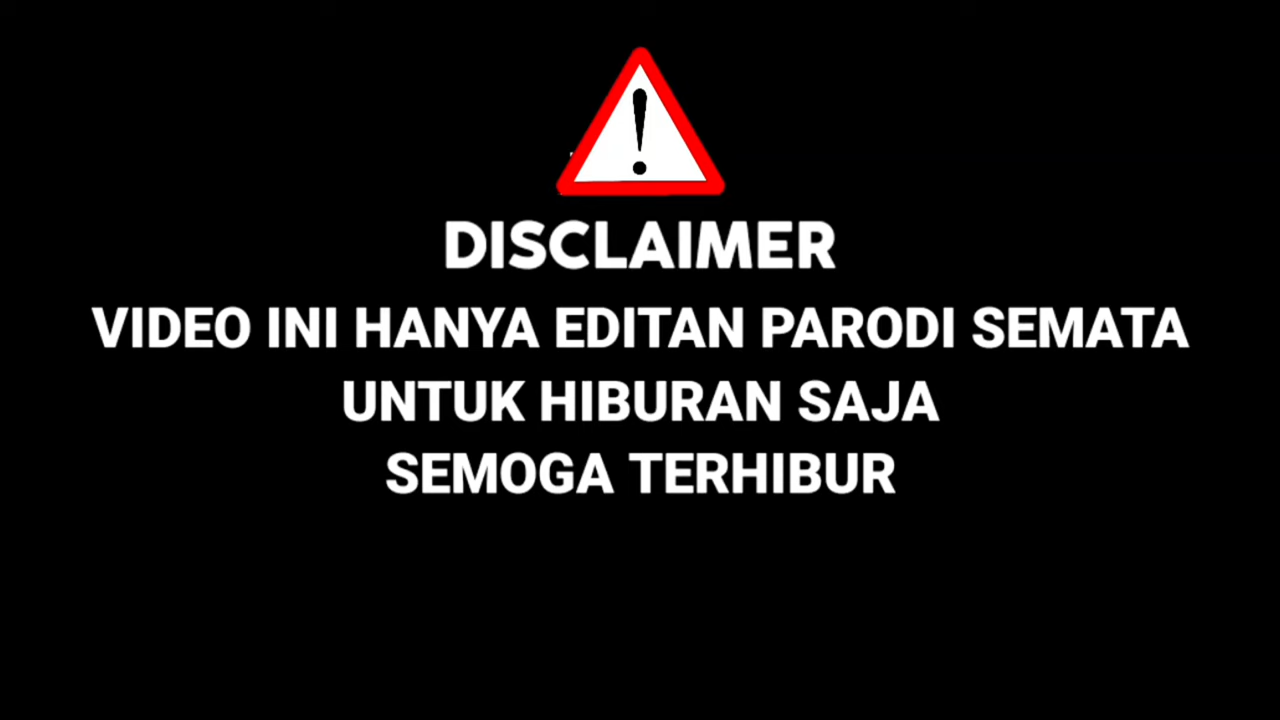 DISCLAIMER
VIDEO INI HANYA EDITAN PARODI SEMATA
UNTUK HIBURAN SAJA
SEMOGA TERHIBUR